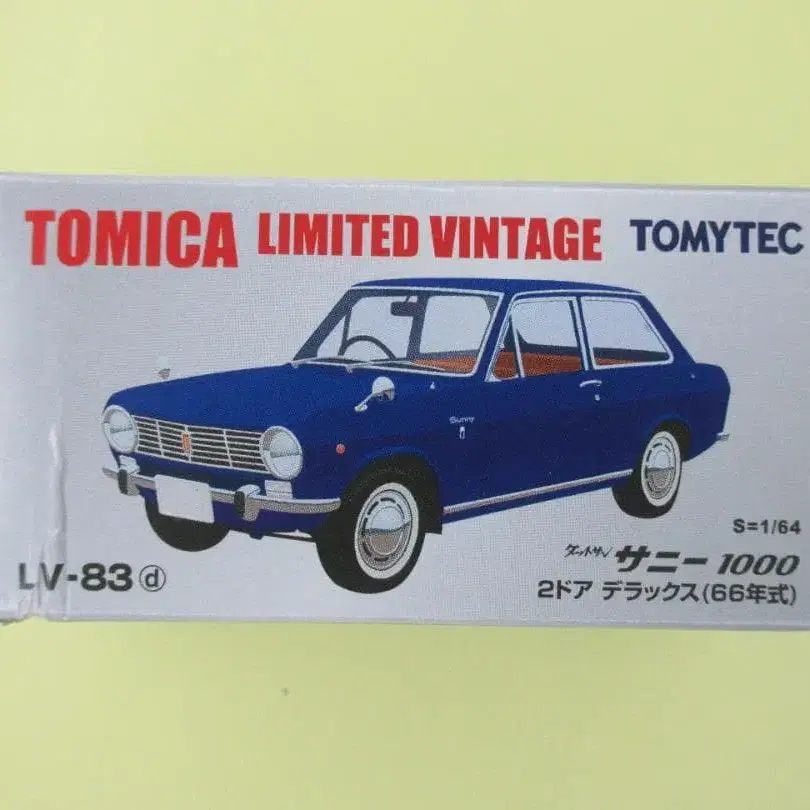 TOMICA LIMITED VINTAGE TOMYTEC
Sunny
S=1/64
LV-83 ⓓ
ダットサン サニー 1000
2ドア デラックス(66年式)